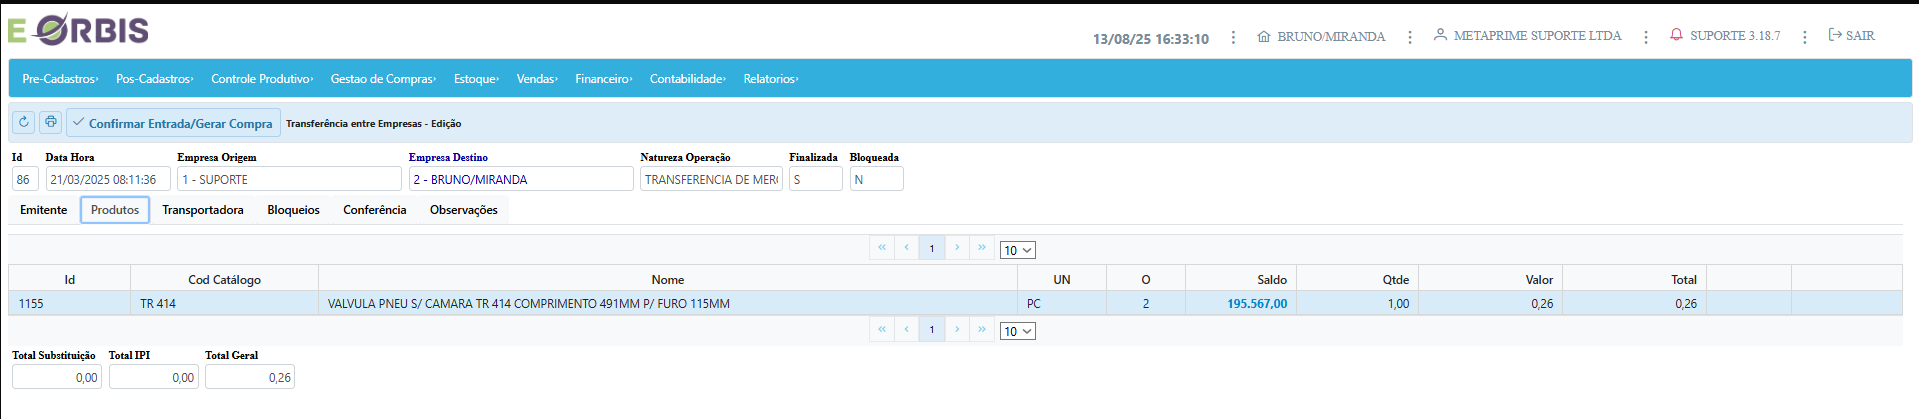 E ORBIS
13/08/25 16:33:10 BRUNO/MIRANDA METAPRIME SUPORTE LTDA SUPORTE 3.18.7 SAIR
Pre-Cadastros Pos-Cadastros Controle Produtivo Gestao de Compras Estoque Vendas Financeiro Contabilidade Relatorios
Confirmar Entrada/Gerar Compra Transferência entre Empresas - Edição
Id Data Hora Empresa Origem Empresa Destino Natureza Operação Finalizada Bloqueada
86 21/03/2025 08:11:36 1 - SUPORTE 2 - BRUNO/MIRANDA TRANSFERENCIA DE MER S N
Emitente Produtos Transportadora Bloqueios Conferência Observações
« ‹ 1 › » 10
Id Cod Catálogo Nome UN O Saldo Qtde Valor Total
1155 TR 414 VALVULA PNEU S/ CAMARA TR 414 COMPRIMENTO 491MM P/ FURO 115MM PC 2 195.567,00 1,00 0,26 0,26
« ‹ 1 › » 10
Total Substituição Total IPI Total Geral
0,00 0,00 0,26